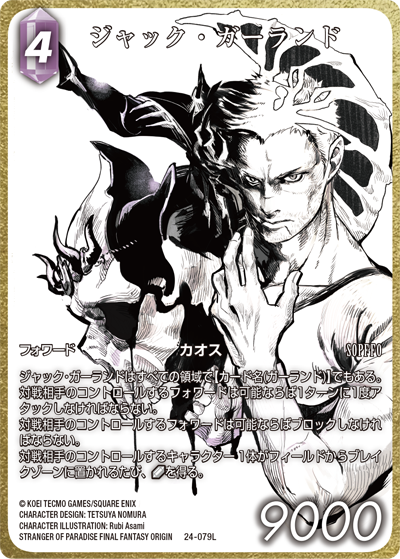 4
ジャック・ガーランド
フォワード
カオス
SOPFFO
ジャック・ガーランドはすべての領域で【カード名(ガーランド)】でもある。
対戦相手のコントロールするフォワードは可能ならば1ターンに1度ア
タックしなければならない。
対戦相手のコントロールするフォワードは可能ならばブロックしなけれ
ばならない。
対戦相手のコントロールするキャラクター1体がフィールドからブレイ
クゾーンに置かれるたび、を得る。
© KOEI TECMO GAMES/SQUARE ENIX
CHARACTER DESIGN: TETSUYA NOMURA
CHARACTER ILLUSTRATION: Rubi Asami
STRANGER OF PARADISE FINAL FANTASY ORIGIN
24-079L
9000